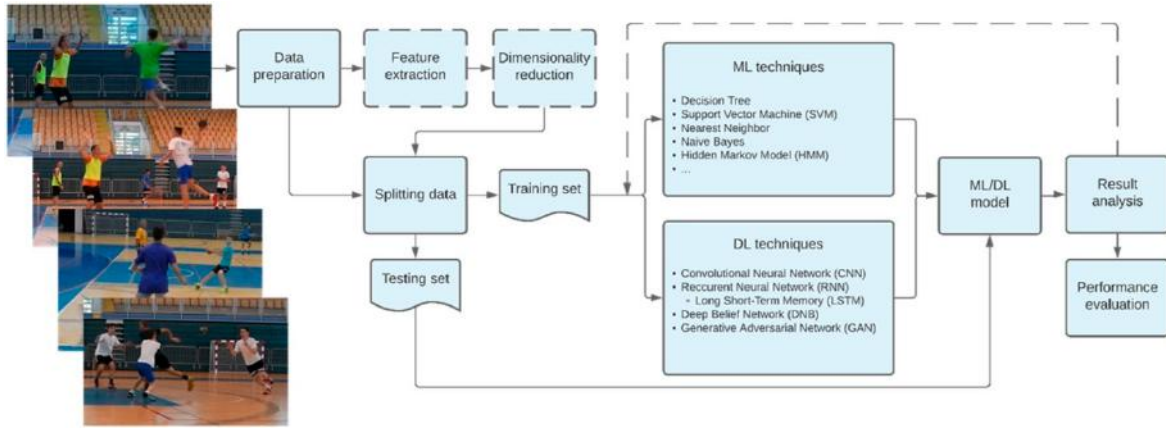 Data
preparation
Feature
extraction
Dimensionality
reduction
Splitting data
Training set
Testing set
ML techniques
• Decision Tree
• Support Vector Machine (SVM)
• Nearest Neighbor
• Naive Bayes
• Hidden Markov Model (HMM)
• ...
DL techniques
• Convolutional Neural Network (CNN)
• Reccurent Neural Network (RNN)
◦ Long Short-Term Memory (LSTM)
• Deep Belief Network (DNB)
• Generative Adversarial Network (GAN)
ML/DL
model
Result
analysis
Performance
evaluation